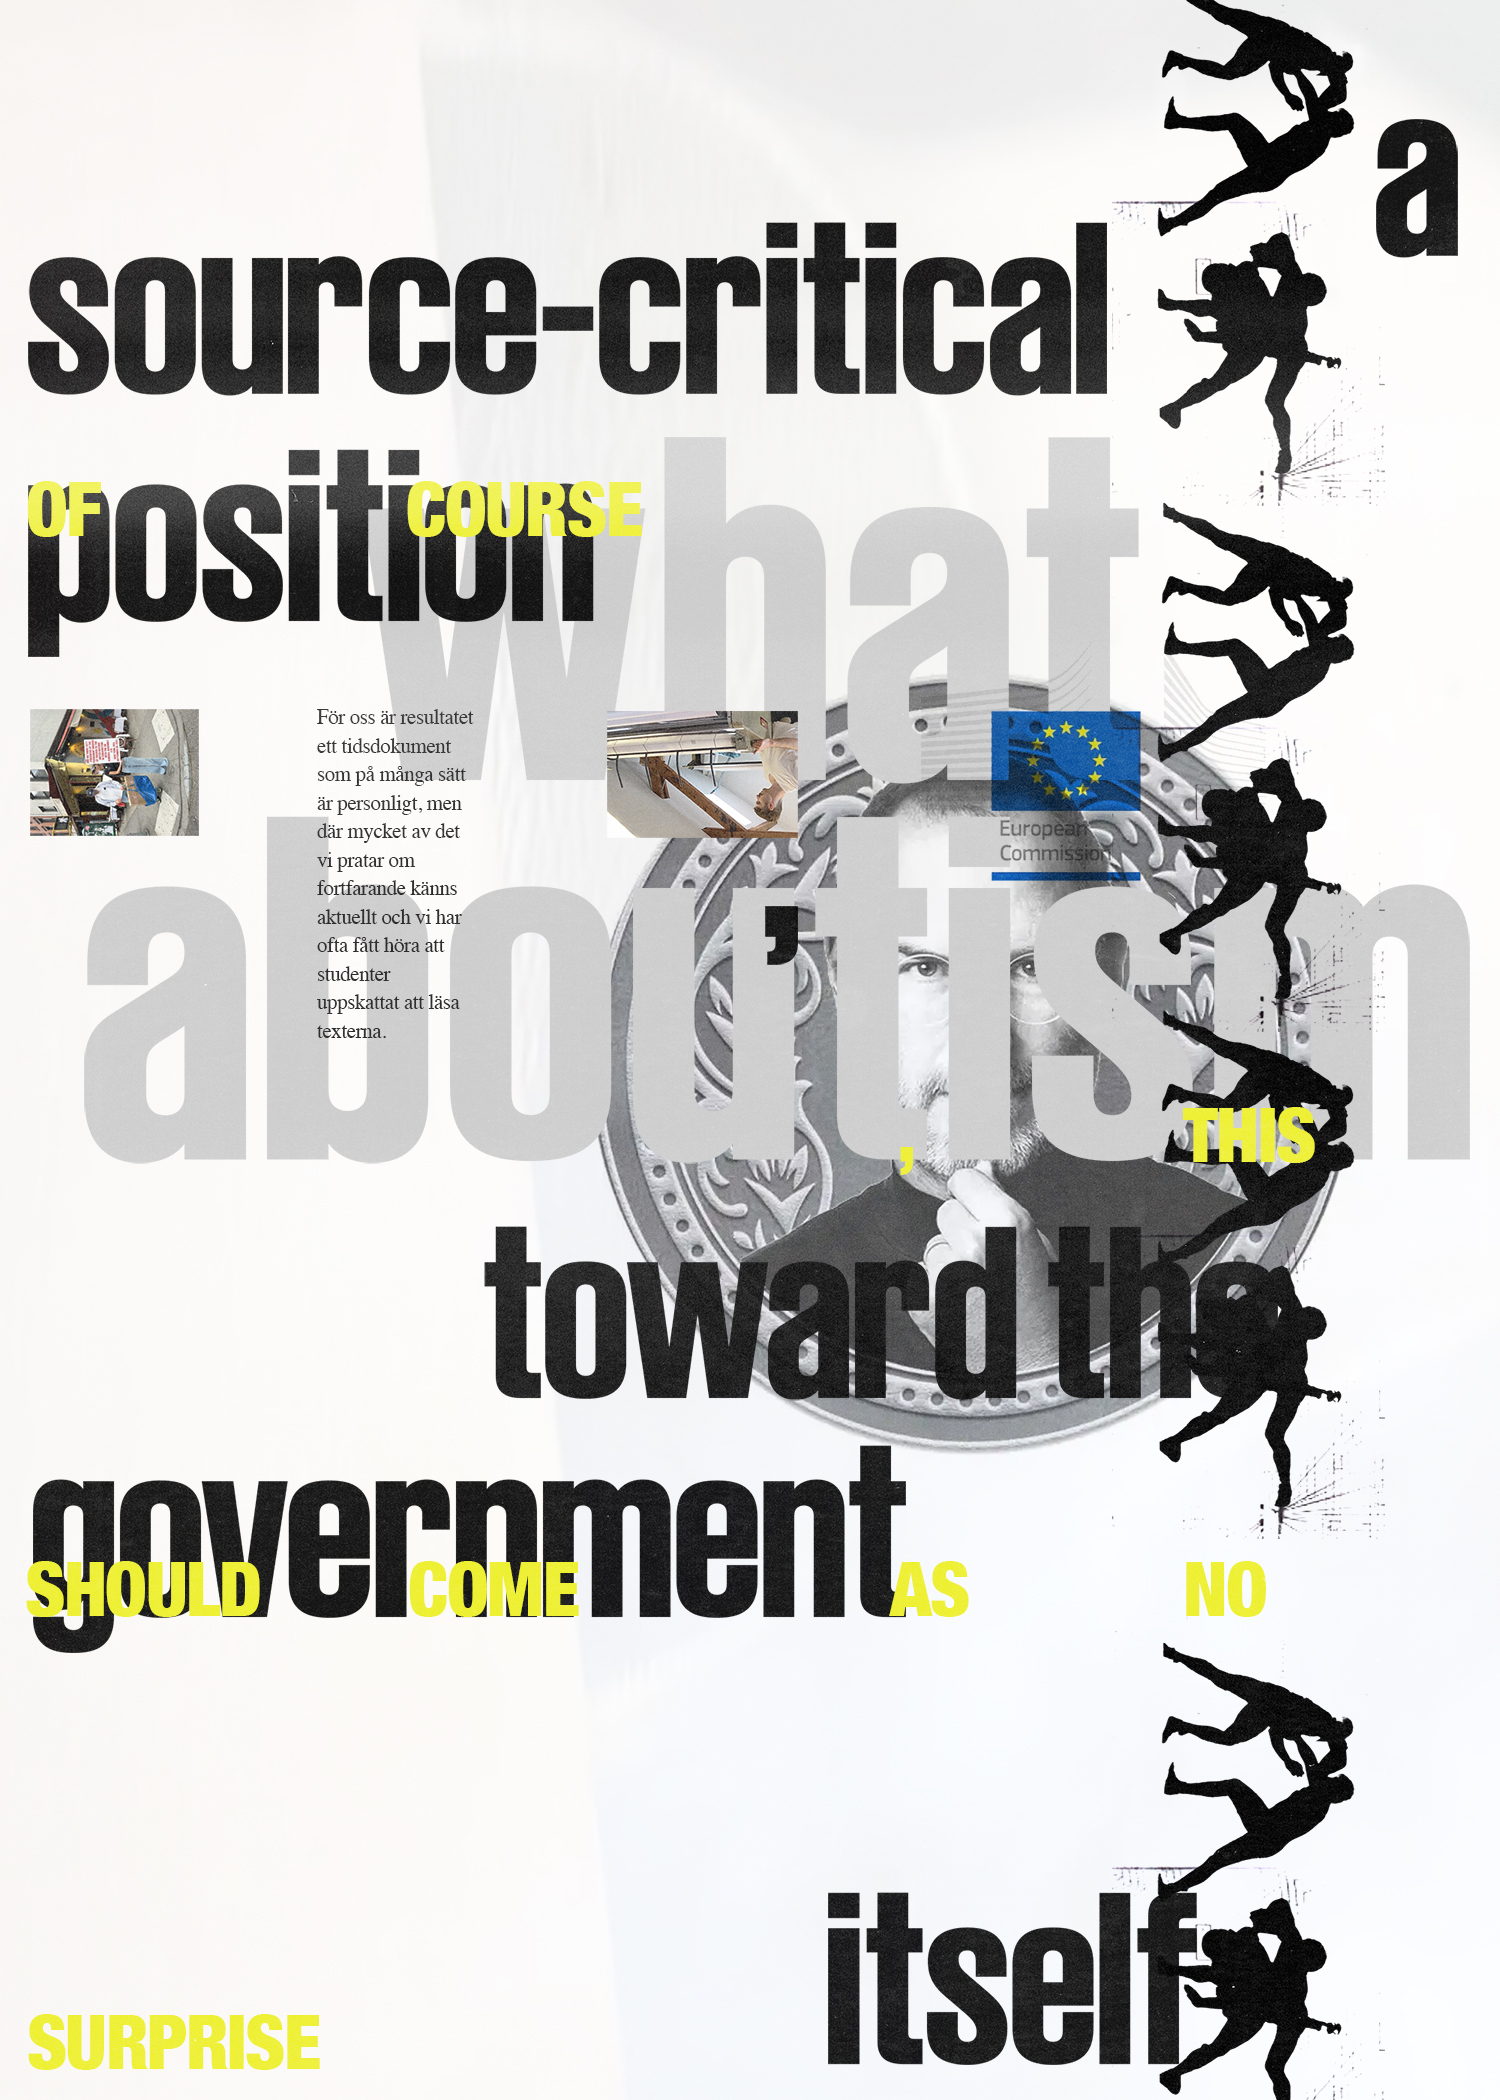 a
source-critical
position
OF COURSE
what
För oss är resultatet
ett tidsdokument
som på många sätt
är personligt, men
där mycket av det
vi pratar om
fortfarande känns
aktuellt och vi har
ofta fått höra att
studenter
uppskattat att läsa
texterna.
European
Commission
aboutism
,
, THIS
toward the
government
SHOULD COME AS NO
itself
SURPRISE